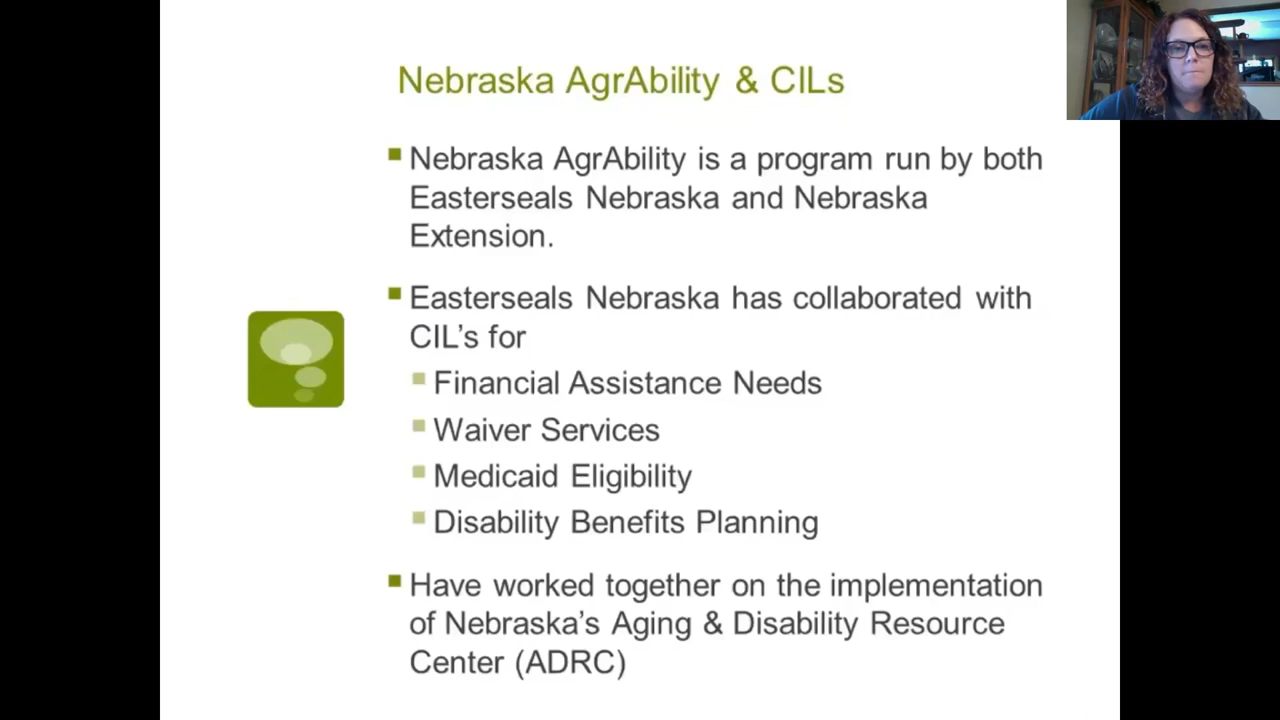 Nebraska AgrAbility & CILs
Nebraska AgrAbility is a program run by both
Easterseals Nebraska and Nebraska
Extension.
Easterseals Nebraska has collaborated with
CIL’s for
Financial Assistance Needs
Waiver Services
Medicaid Eligibility
Disability Benefits Planning
Have worked together on the implementation
of Nebraska’s Aging & Disability Resource
Center (ADRC)